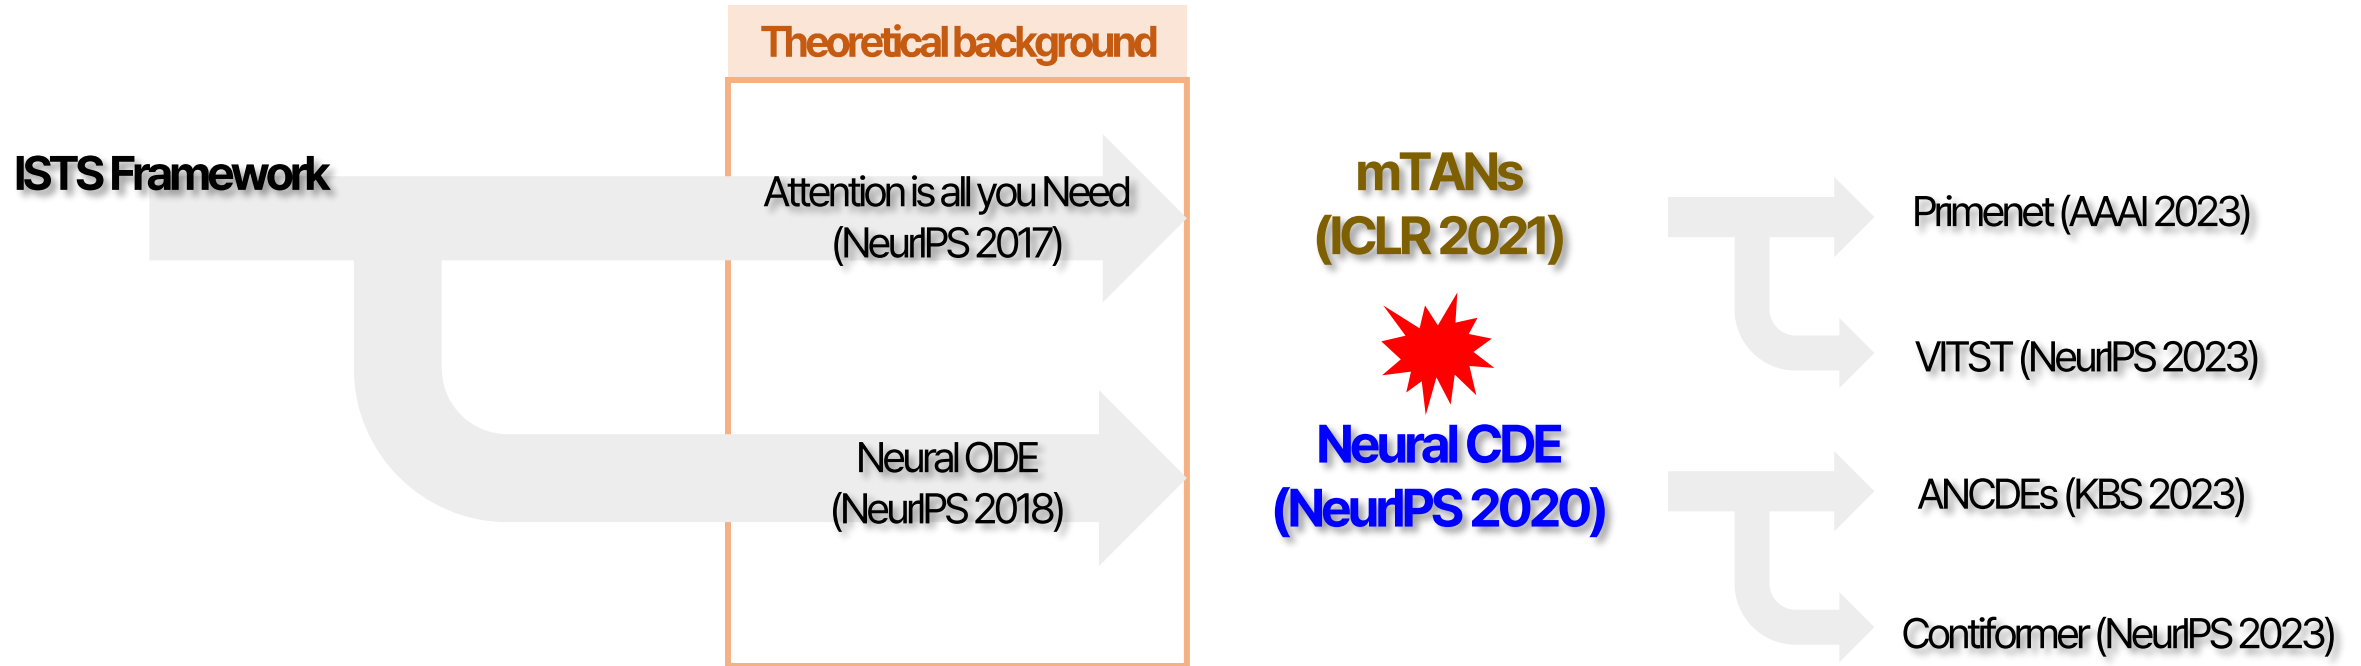 Theoretical background
ISTS Framework
Attention is all you Need
(NeurIPS 2017)
Neural ODE
(NeurIPS 2018)
mTANs
(ICLR 2021)
Neural CDE
(NeurIPS 2020)
Primenet (AAAI 2023)
VITST (NeurIPS 2023)
ANCDEs (KBS 2023)
Contiformer (NeurIPS 2023)